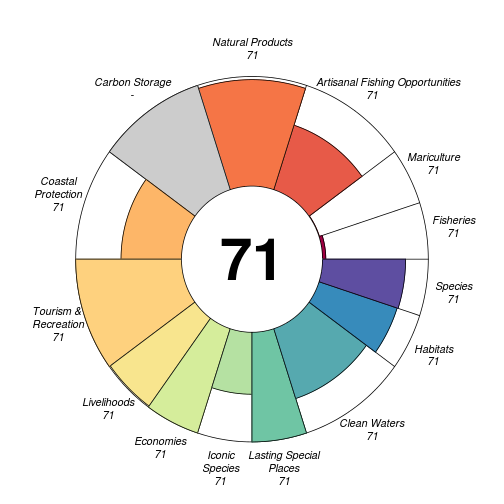 Natural Products
71
Artisanal Fishing Opportunities
71
Carbon Storage
-
Mariculture
71
Coastal
Protection
71
Fisheries
71
71
Species
71
Tourism &
Recreation
71
Habitats
71
Livelihoods
71
Clean Waters
71
Economies
71
Iconic
Species
71
Lasting Special
Places
71